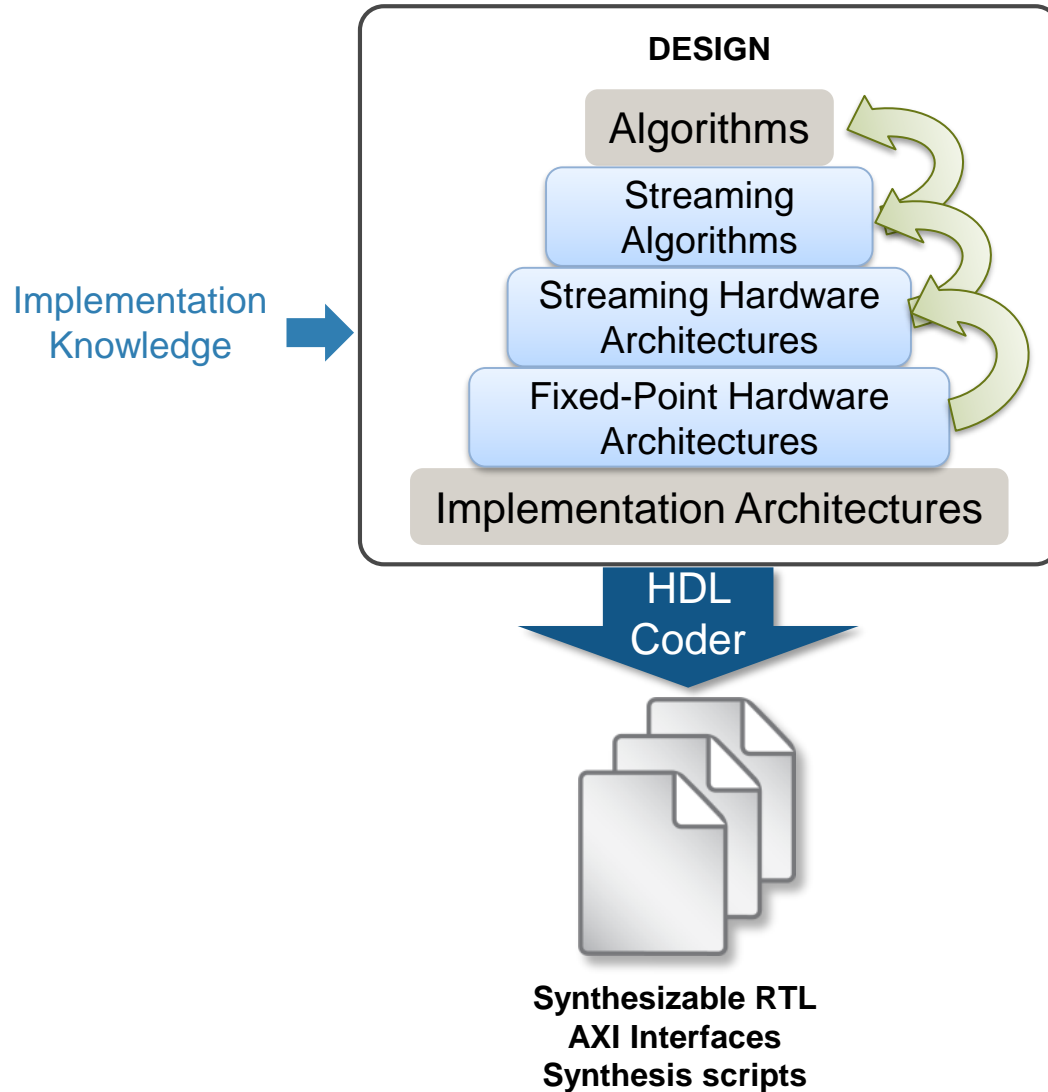 DESIGN
Algorithms
Streaming
Algorithms
Streaming Hardware
Architectures
Fixed-Point Hardware
Architectures
Implementation Architectures
Implementation
Knowledge
HDL
Coder
Synthesizable RTL
AXI Interfaces
Synthesis scripts